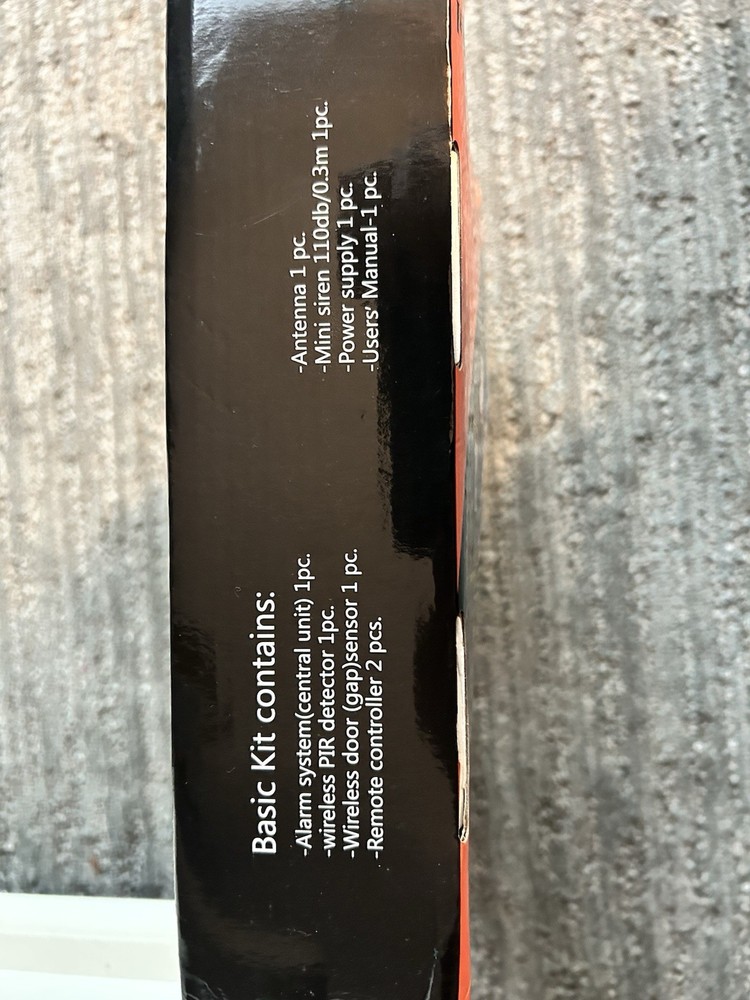 Basic Kit contains:
-Alarm system(central unit) 1pc.
-wireless PIR detector 1pc.
-Wireless door (gap)sensor 1 pc.
-Remote controller 2 pcs.
-Antenna 1 pc.
-Mini siren 110db/0.3m 1pc.
-Power supply 1 pc.
-Users' Manual-1 pc.